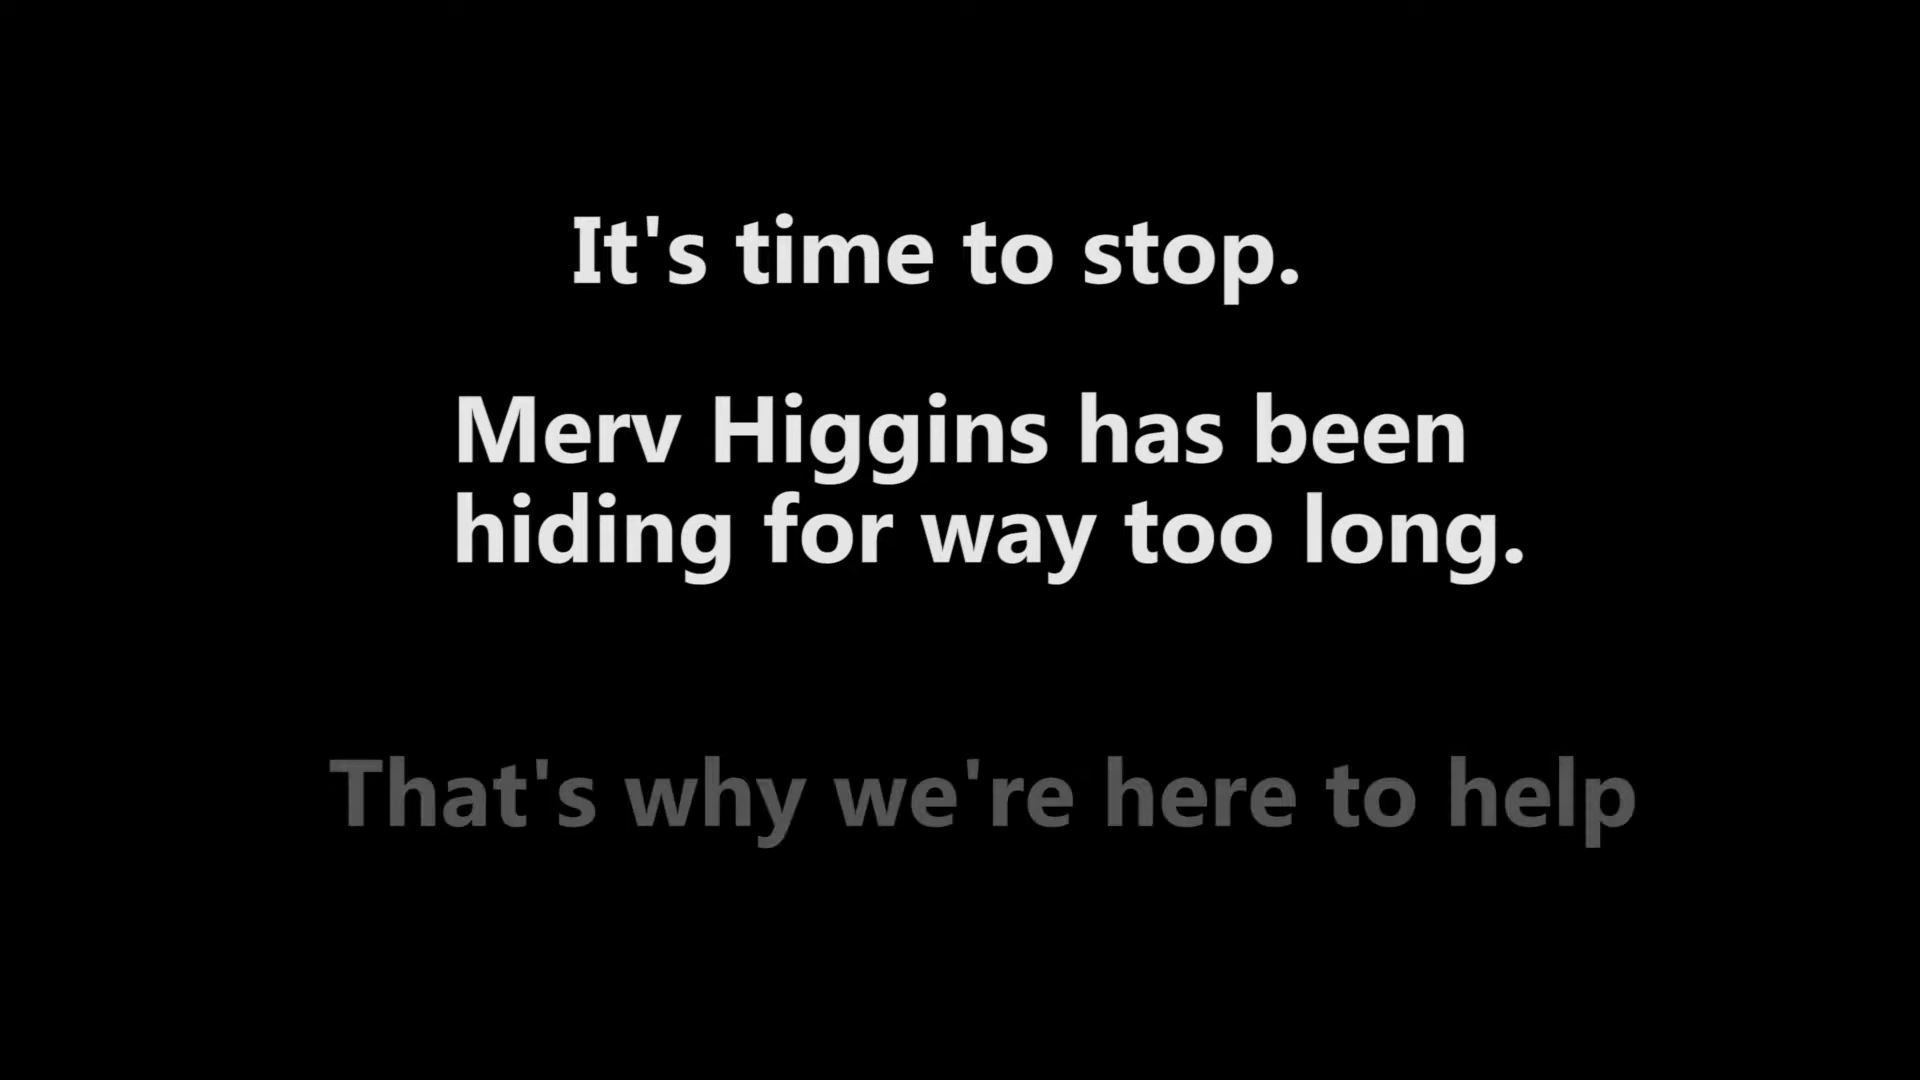 It's time to stop.
Merv Higgins has been
hiding for way too long.
That's why we're here to help